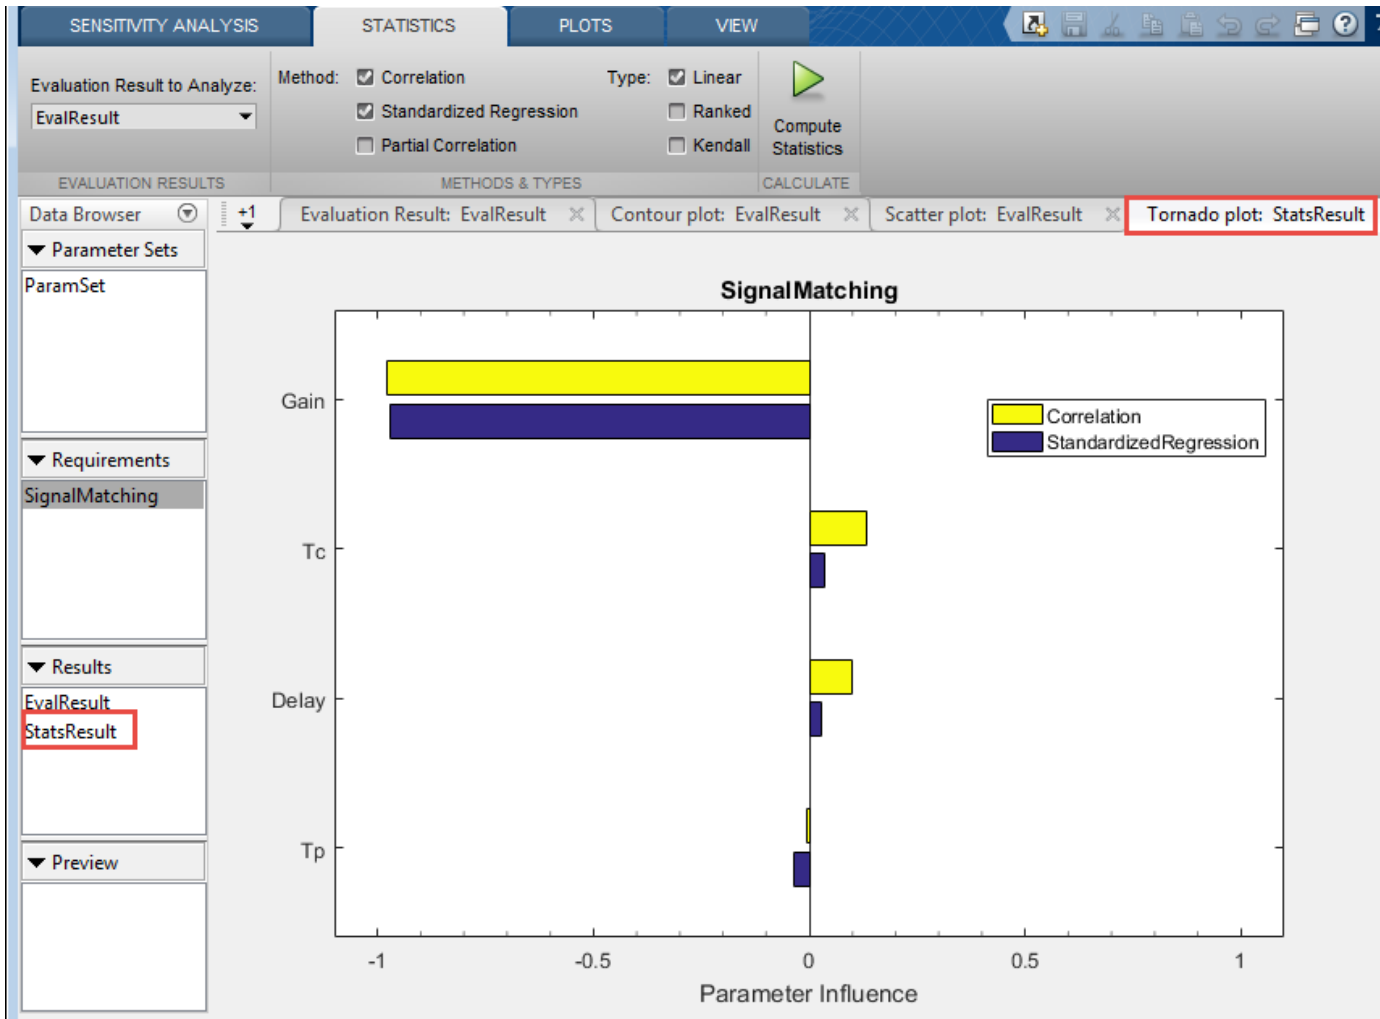 SENSITIVITY ANALYSIS STATISTICS PLOTS VIEW
Evaluation Result to Analyze:
EvalResult
Method: Correlation
Standardized Regression
Partial Correlation
Type: Linear
Ranked
Kendall
Compute
Statistics
EVALUATION RESULTS METHODS & TYPES CALCULATE
Data Browser
+1 Evaluation Result: EvalResult Contour plot: EvalResult Scatter plot: EvalResult Tornado plot: StatsResult
Parameter Sets
ParamSet
Requirements
SignalMatching
Results
EvalResult
StatsResult
Preview
SignalMatching
Gain
Tc
Delay
Tp
Correlation
StandardizedRegression
-1 -0.5 0 0.5 1
Parameter Influence